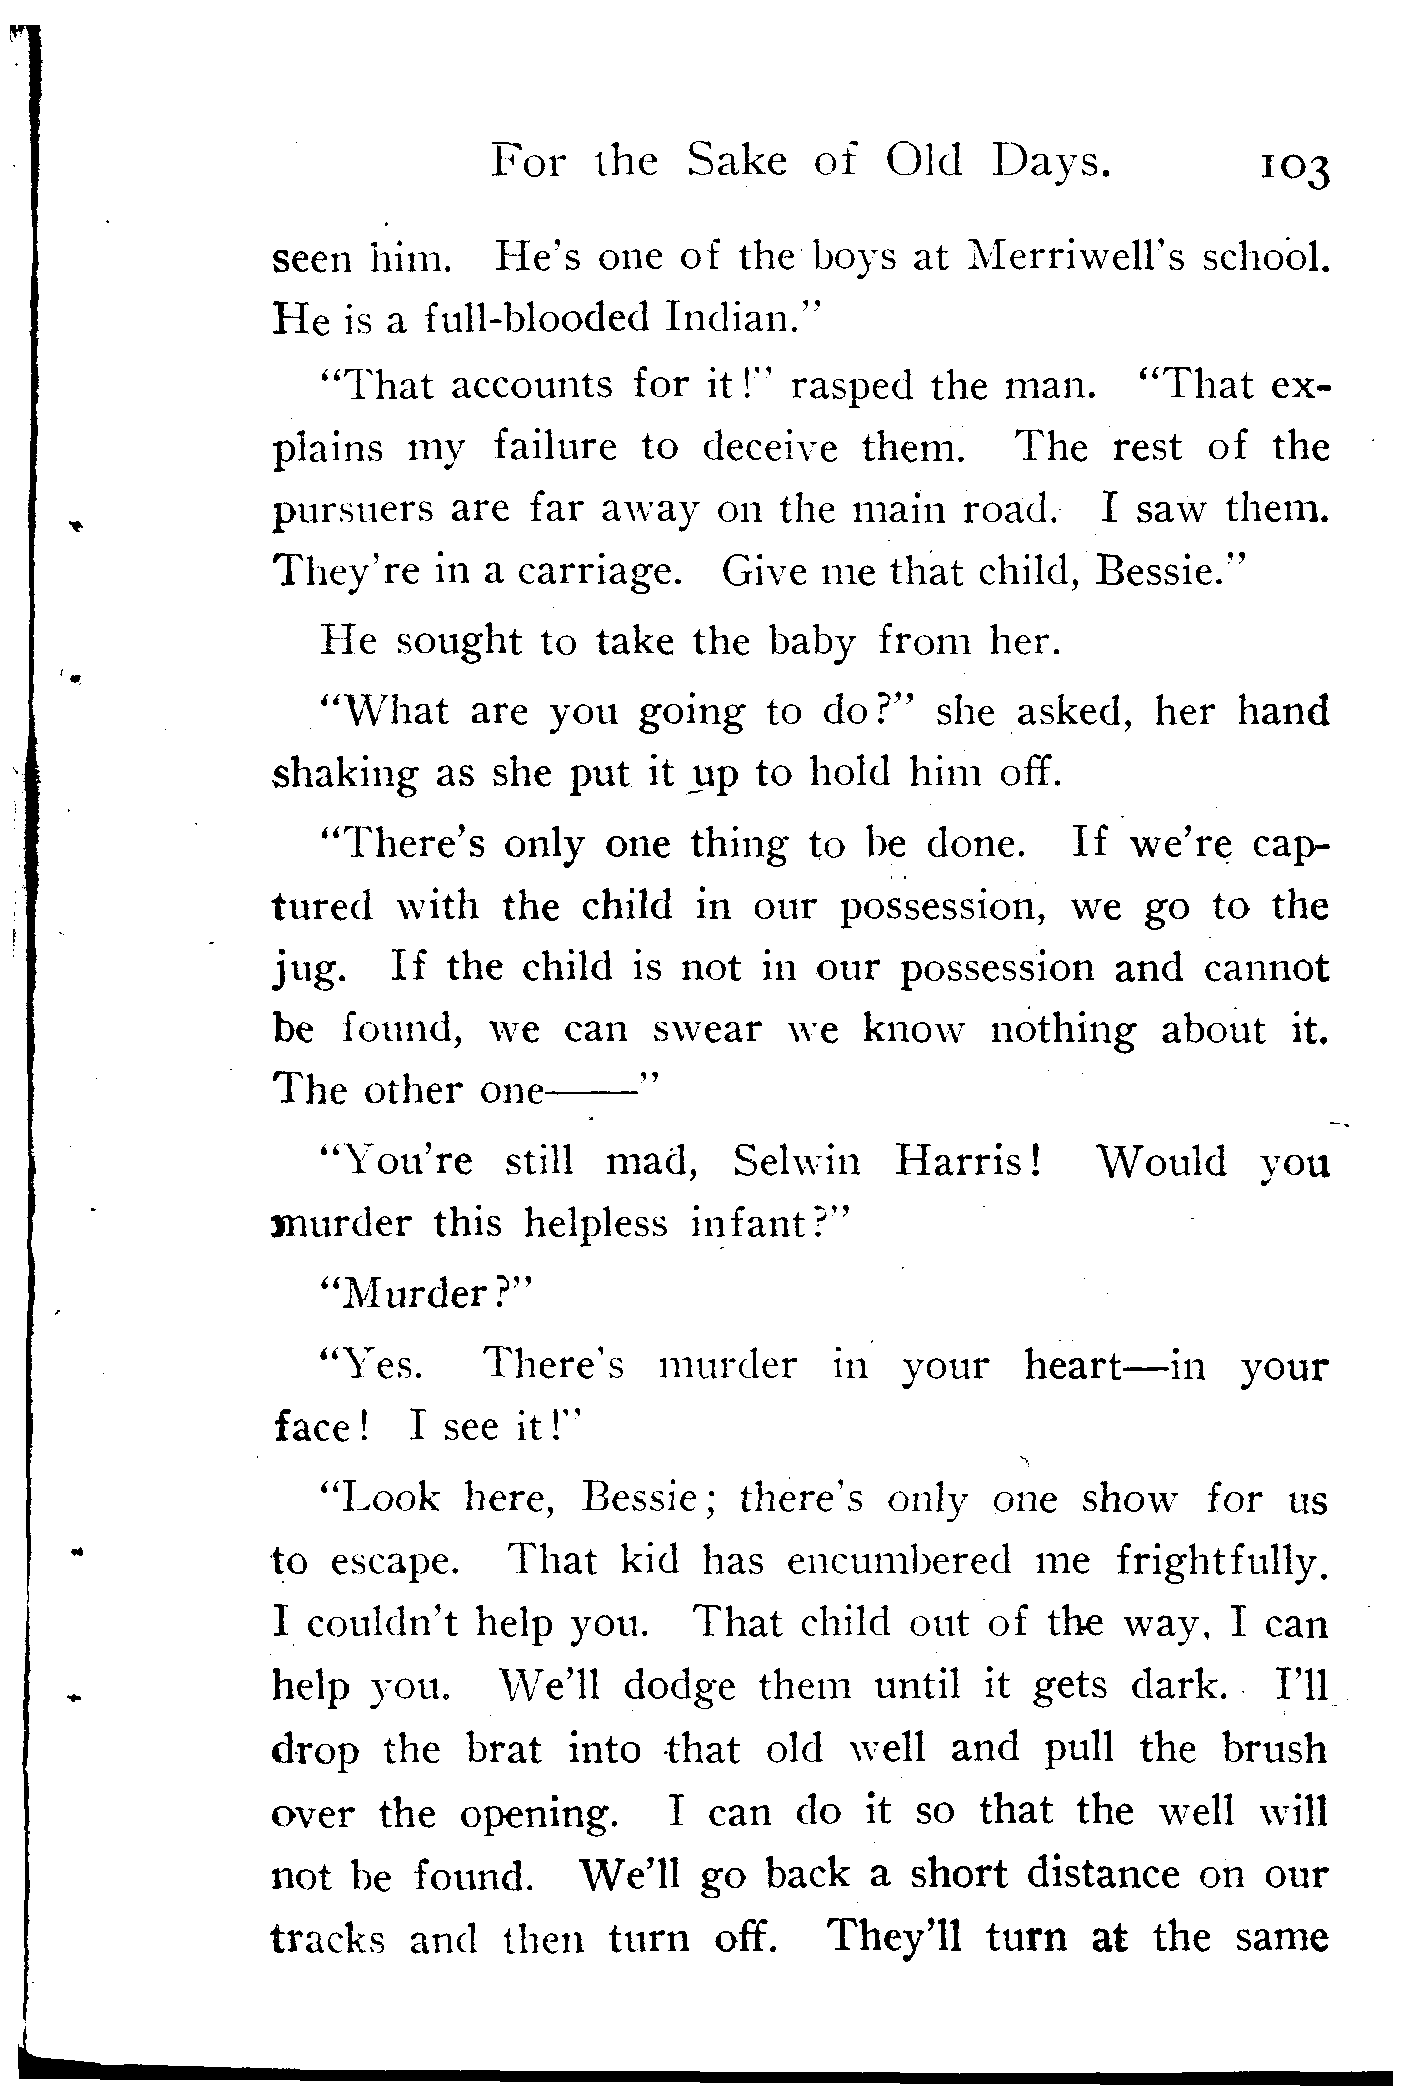 For the Sake of Old Days. 103
seen him. He's one of the boys at Merriwell's school.
He is a full-blooded Indian."
"That accounts for it!" rasped the man. "That ex-
plains my failure to deceive them. The rest of the
pursuers are far away on the main road. I saw them.
They're in a carriage. Give me that child, Bessie."
He sought to take the baby from her.
"What are you going to do?" she asked, her hand
shaking as she put it up to hold him off.
"There's only one thing to be done. If we're cap-
tured with the child in our possession, we go to the
jug. If the child is not in our possession and cannot
be found, we can swear we know nothing about it.
The other one——"
"You're still mad, Selwin Harris! Would you
murder this helpless infant?"
"Murder?"
"Yes. There's murder in your heart—in your
face! I see it!"
"Look here, Bessie; there's only one show for us
to escape. That kid has encumbered me frightfully.
I couldn't help you. That child out of the way, I can
help you. We'll dodge them until it gets dark. I'll
drop the brat into that old well and pull the brush
over the opening. I can do it so that the well will
not be found. We'll go back a short distance on our
tracks and then turn off. They'll turn at the same